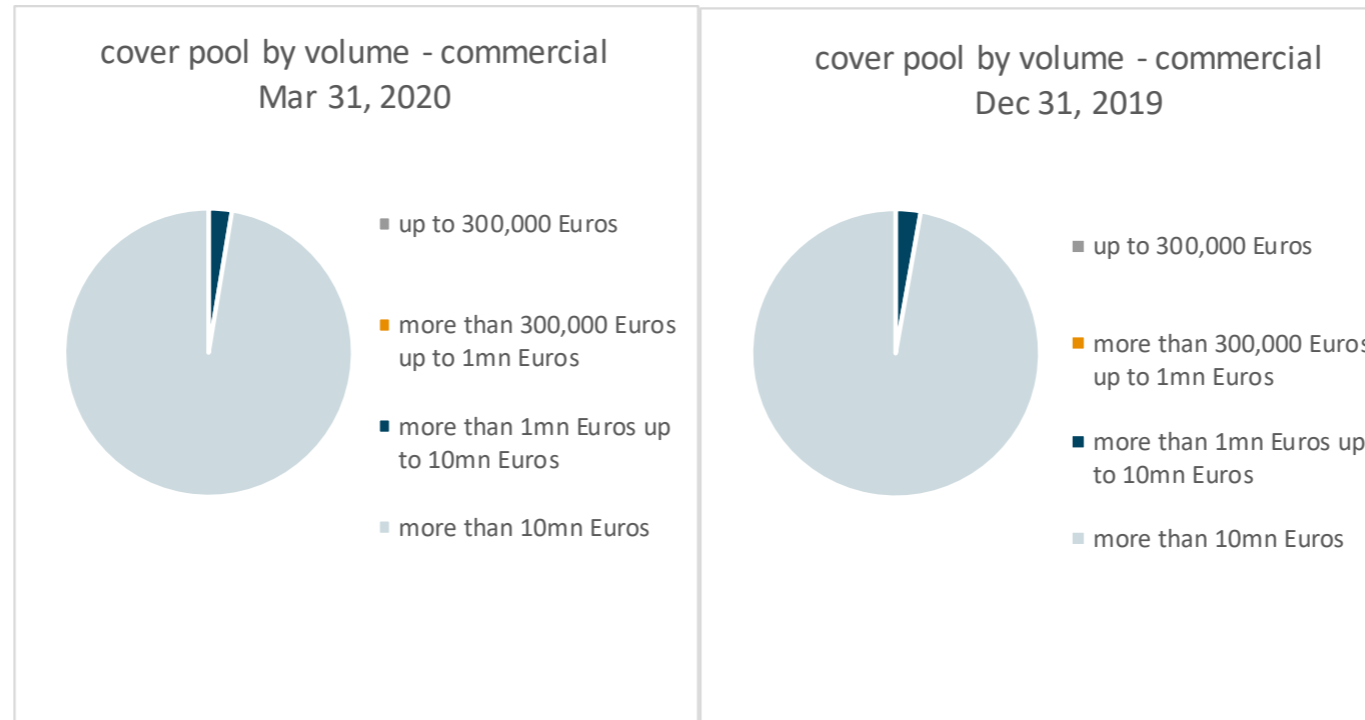 cover pool by volume - commercial
Mar 31, 2020
up to 300,000 Euros
more than 300,000 Euros
up to 1mn Euros
more than 1mn Euros up
to 10mn Euros
more than 10mn Euros
cover pool by volume - commercial
Dec 31, 2019
up to 300,000 Euros
more than 300,000 Euros
up to 1mn Euros
more than 1mn Euros up
to 10mn Euros
more than 10mn Euros